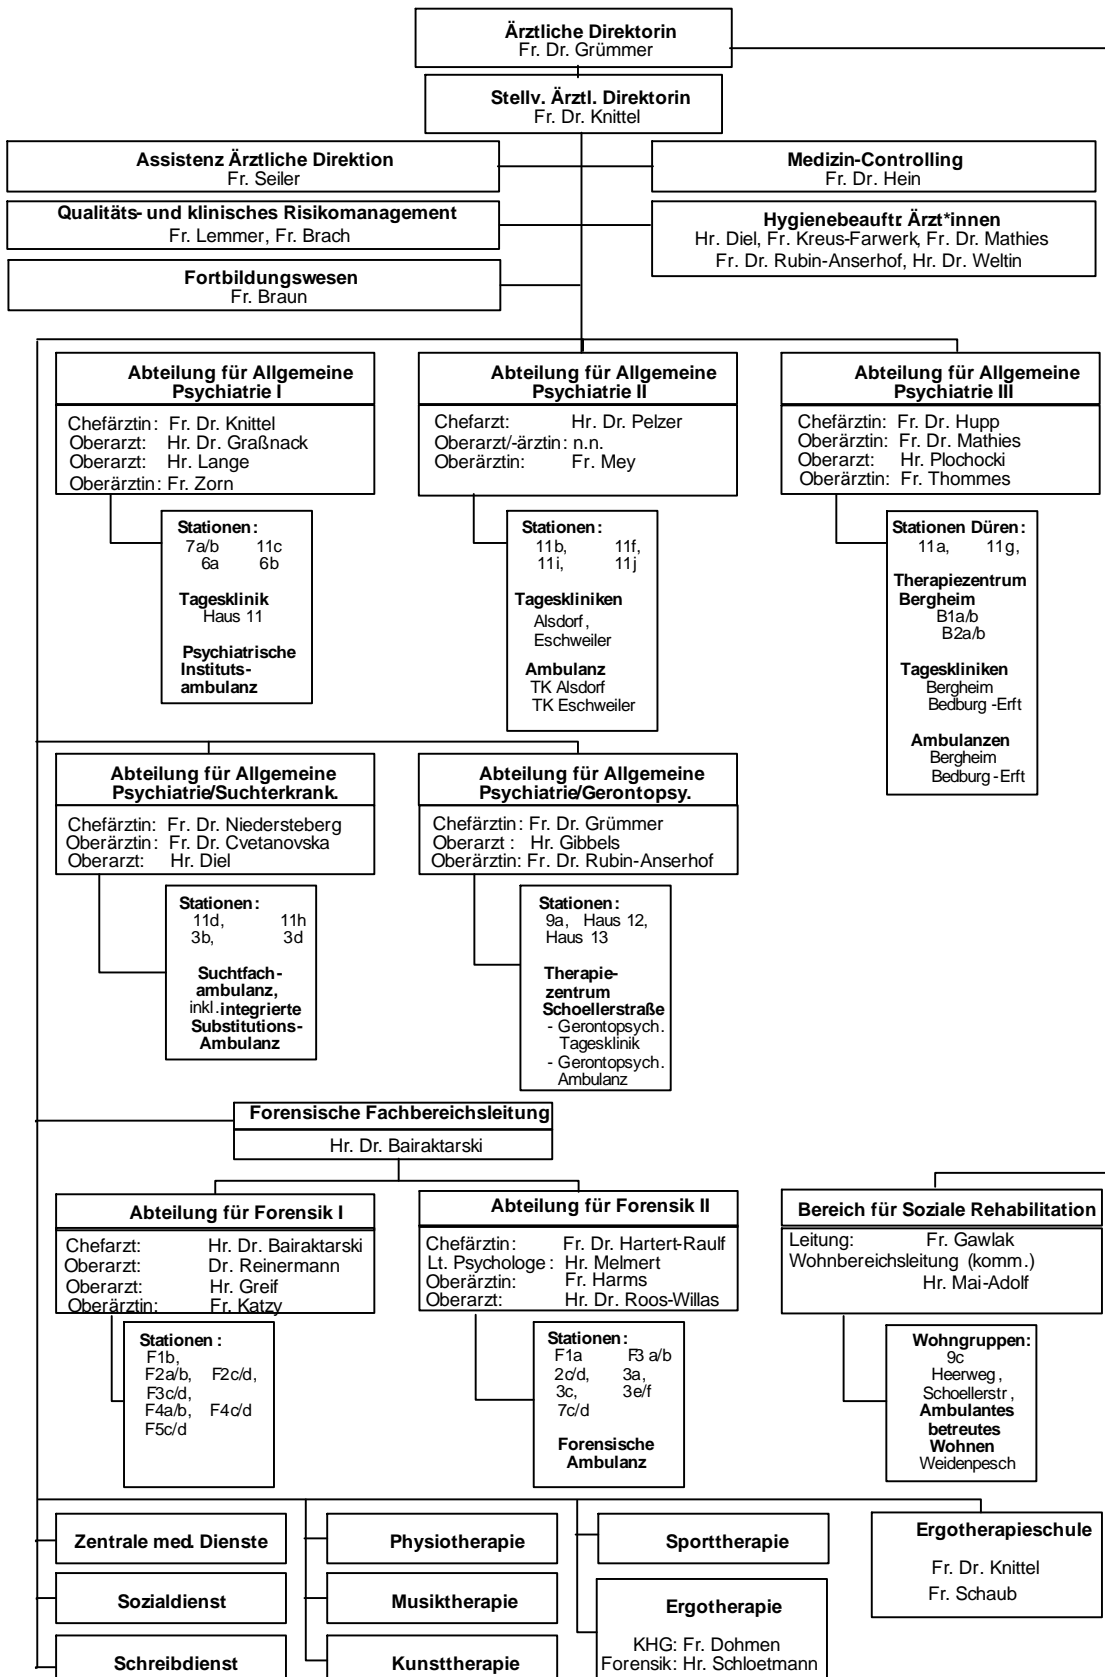 Ärztliche Direktorin
Fr. Dr. Grümmer
Stellv. Ärztl. Direktorin
Fr. Dr. Knittel
Assistenz Ärztliche Direktion
Fr. Seiler
Medizin-Controlling
Fr. Dr. Hein
Qualitäts- und klinisches Risikomanagement
Fr. Lemmer, Fr. Brach
Hygienebeauftr. Ärzt*innen
Hr. Diel, Fr. Kreus-Farwerk, Fr. Dr. Mathies
Fr. Dr. Rubin-Anserhof, Hr. Dr. Weltin
Fortbildungswesen
Fr. Braun
Abteilung für Allgemeine
Psychiatrie I
Chefärztin: Fr. Dr. Knittel
Oberarzt: Hr. Dr. Graßnack
Oberarzt: Hr. Lange
Oberärztin: Fr. Zorn
Stationen:
7a/b 11c
6a 6b
Tagesklinik
Haus 11
Psychiatrische
Instituts-
ambulanz
Abteilung für Allgemeine
Psychiatrie II
Chefarzt: Hr. Dr. Pelzer
Oberarzt/-ärztin: n.n.
Oberärztin: Fr. Mey
Stationen:
11b, 11f,
11i, 11j
Tageskliniken
Alsdorf,
Eschweiler
Ambulanz
TK Alsdorf
TK Eschweiler
Abteilung für Allgemeine
Psychiatrie III
Chefärztin: Fr. Dr. Hupp
Oberärztin: Fr. Dr. Mathies
Oberarzt: Hr. Plochocki
Oberärztin: Fr. Thommes
Stationen Düren:
11a, 11g,
Therapiezentrum
Bergheim
B1a/b
B2a/b
Tageskliniken
Bergheim
Bedburg-Erft
Ambulanzen
Bergheim
Bedburg-Erft
Abteilung für Allgemeine
Psychiatrie/Suchterkrank.
Chefärztin: Fr. Dr. Niedersteberg
Oberärztin: Fr. Dr. Cvetanovska
Oberarzt: Hr. Diel
Stationen:
11d, 11h
3b, 3d
Suchtfach-
ambulanz,
inkl. integrierte
Substitutions-
Ambulanz
Abteilung für Allgemeine
Psychiatrie/Gerontopsy.
Chefärztin: Fr. Dr. Grümmer
Oberarzt: Hr. Gibbels
Oberärztin: Fr. Dr. Rubin-Anserhof
Stationen:
9a, Haus 12,
Haus 13
Therapie-
zentrum
Schoellerstraße
- Gerontopsych.
Tagesklinik
- Gerontopsych.
Ambulanz
Forensische Fachbereichsleitung
Hr. Dr. Bairaktarski
Abteilung für Forensik I
Chefarzt: Hr. Dr. Bairaktarski
Oberarzt: Dr. Reinermann
Oberarzt: Hr. Greif
Oberärztin: Fr. Katzy
Stationen:
F1b,
F2a/b, F2c/d,
F3c/d,
F4a/b, F4c/d
F5c/d
Abteilung für Forensik II
Chefärztin: Fr. Dr. Hartert-Raulf
Lt. Psychologe: Hr. Melmert
Oberärztin: Fr. Harms
Oberarzt: Hr. Dr. Roos-Willas
Stationen:
F1a F3 a/b
2c/d, 3a,
3c, 3e/f
7c/d
Forensische
Ambulanz
Bereich für Soziale Rehabilitation
Leitung: Fr. Gawlak
Wohnbereichsleitung (komm.)
Hr. Mai-Adolf
Wohngruppen:
9c
Heerweg,
Schoellerstr,
Ambulantes
betreutes
Wohnen
Weidenpesch
Zentrale med. Dienste
Sozialdienst
Schreibdienst
Physiotherapie
Musiktherapie
Kunsttherapie
Sporttherapie
Ergotherapie
KHG: Fr. Dohmen
Forensik: Hr. Schloetmann
Ergotherapieschule
Fr. Dr. Knittel
Fr. Schaub